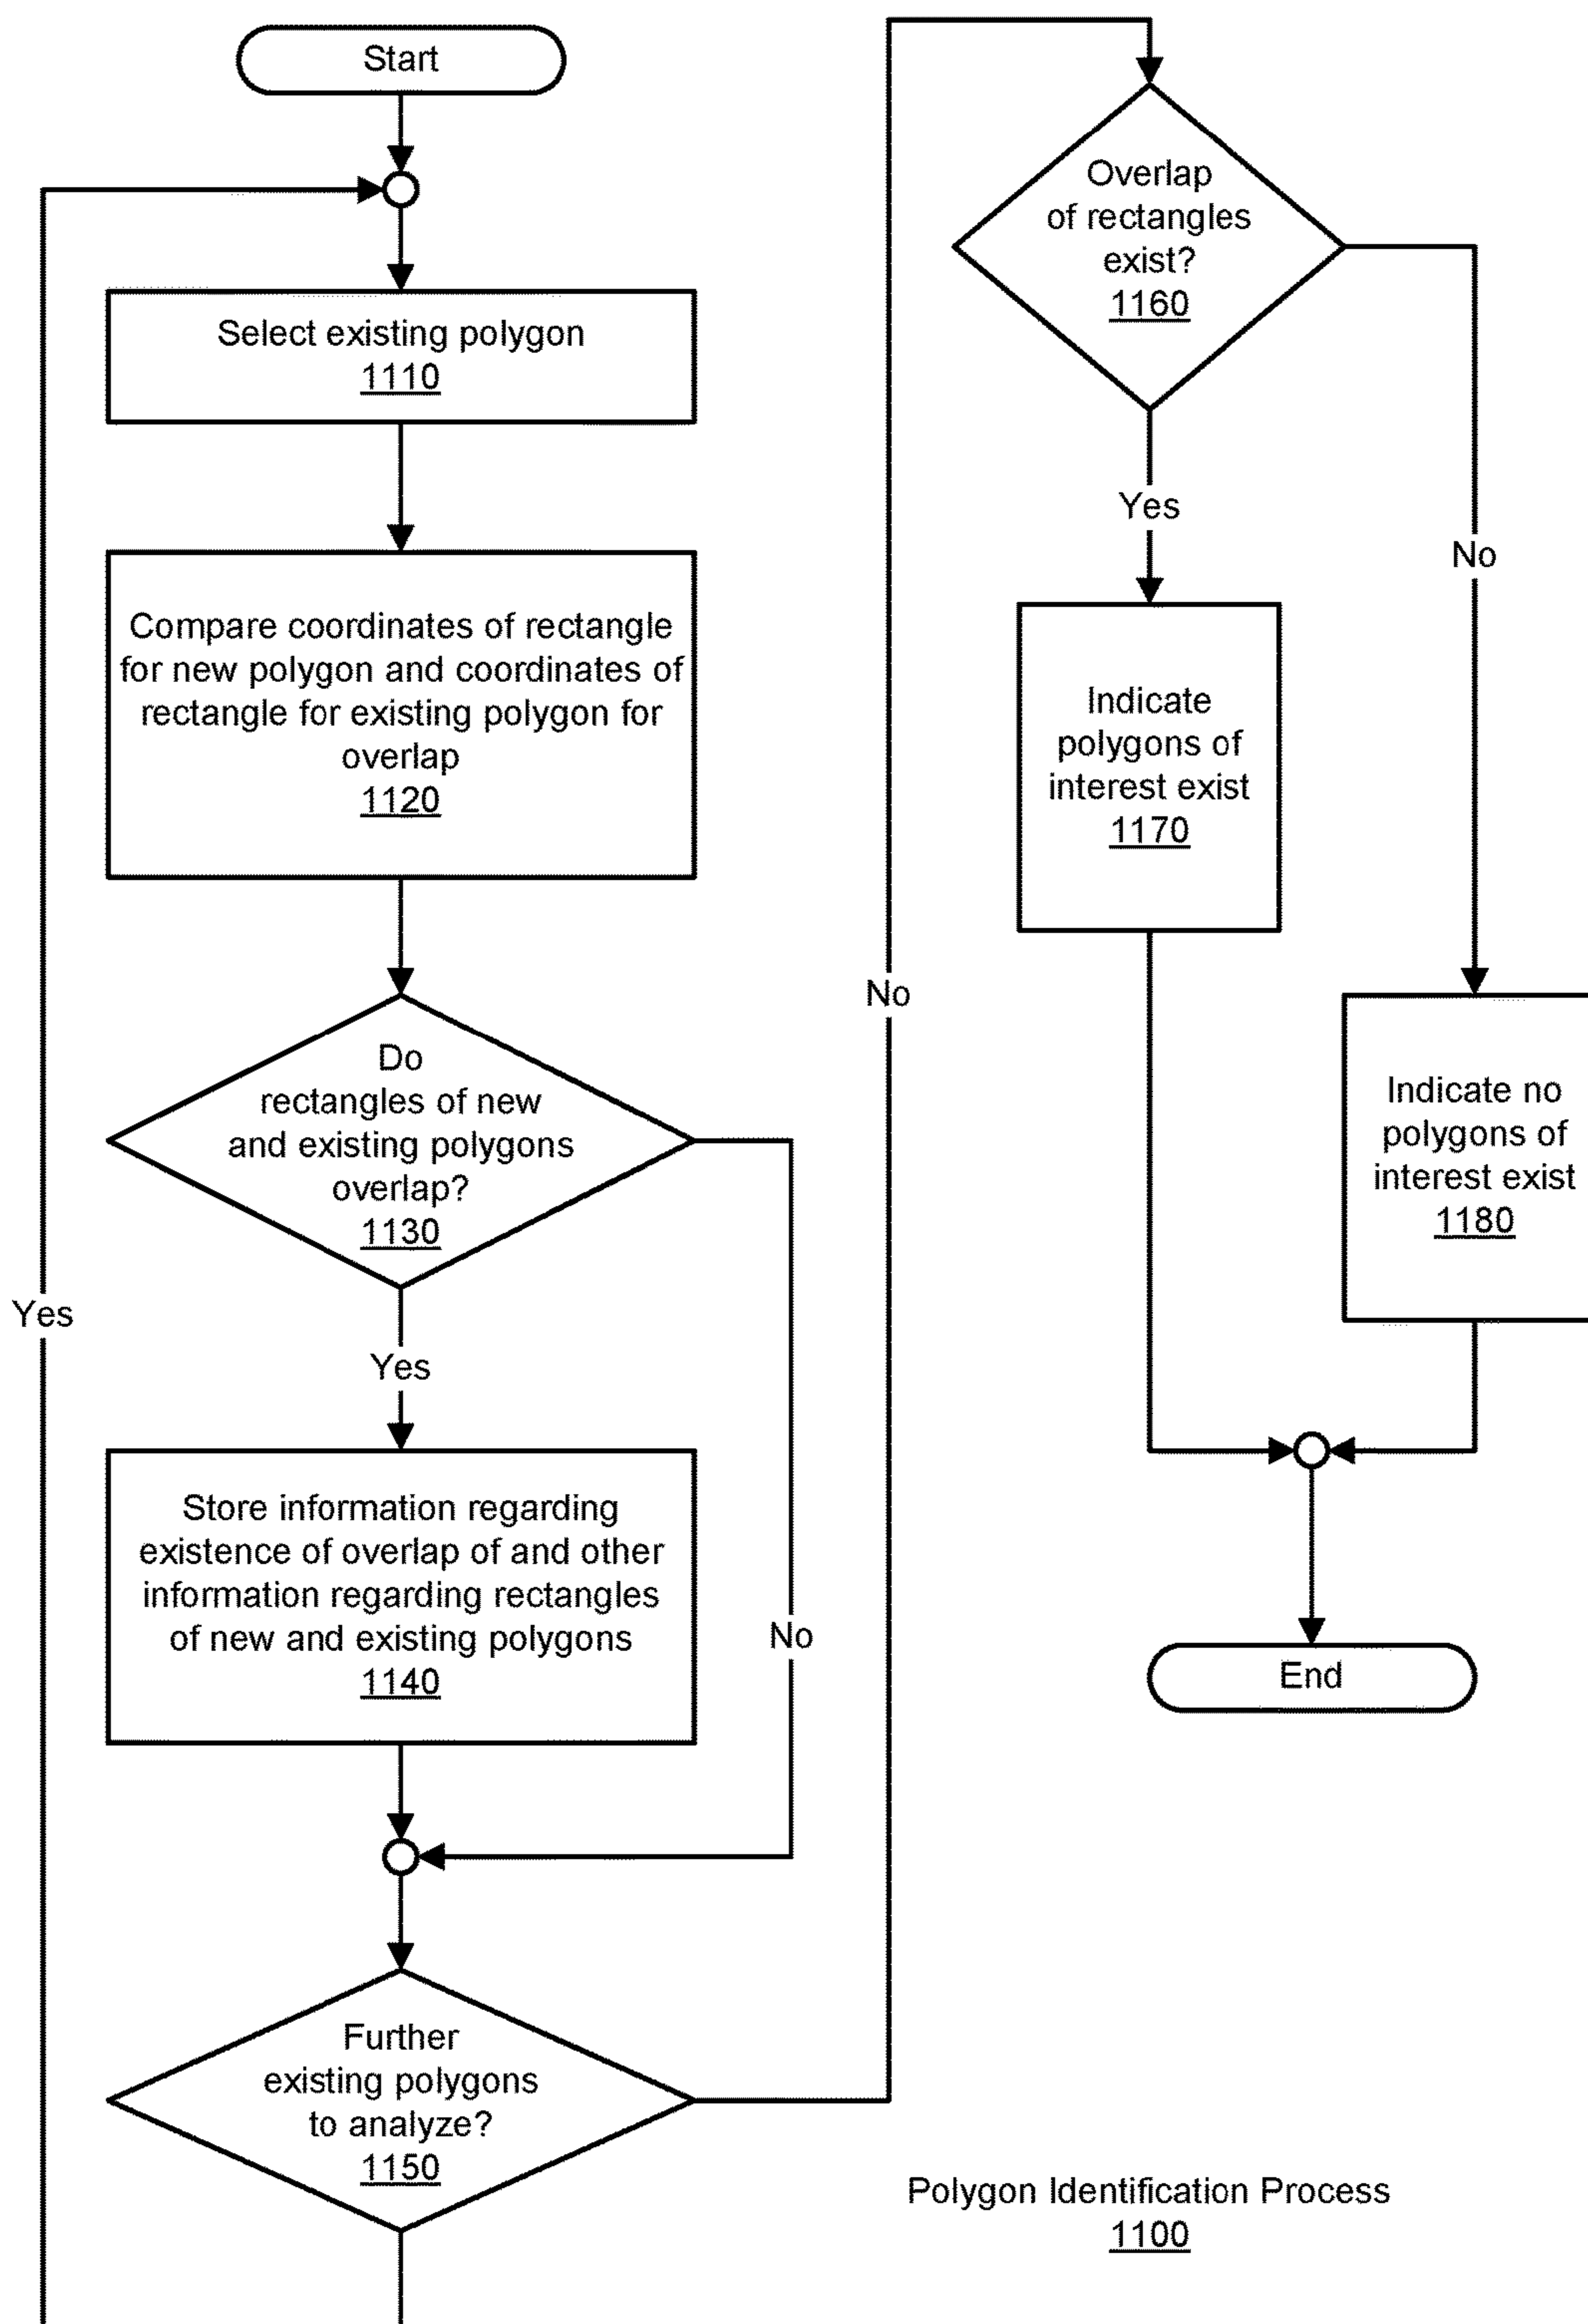 Start
Select existing polygon
1110
Compare coordinates of rectangle
for new polygon and coordinates of
rectangle for existing polygon for
overlap
1120
Do
rectangles of new
and existing polygons
overlap?
1130
Yes
No
Store information regarding
existence of overlap of and other
information regarding rectangles
of new and existing polygons
1140
Further
existing polygons
to analyze?
1150
Yes
No
Overlap
of rectangles
exist?
1160
Yes
No
Indicate
polygons of
interest exist
1170
Indicate no
polygons of
interest exist
1180
End
Polygon Identification Process
1100